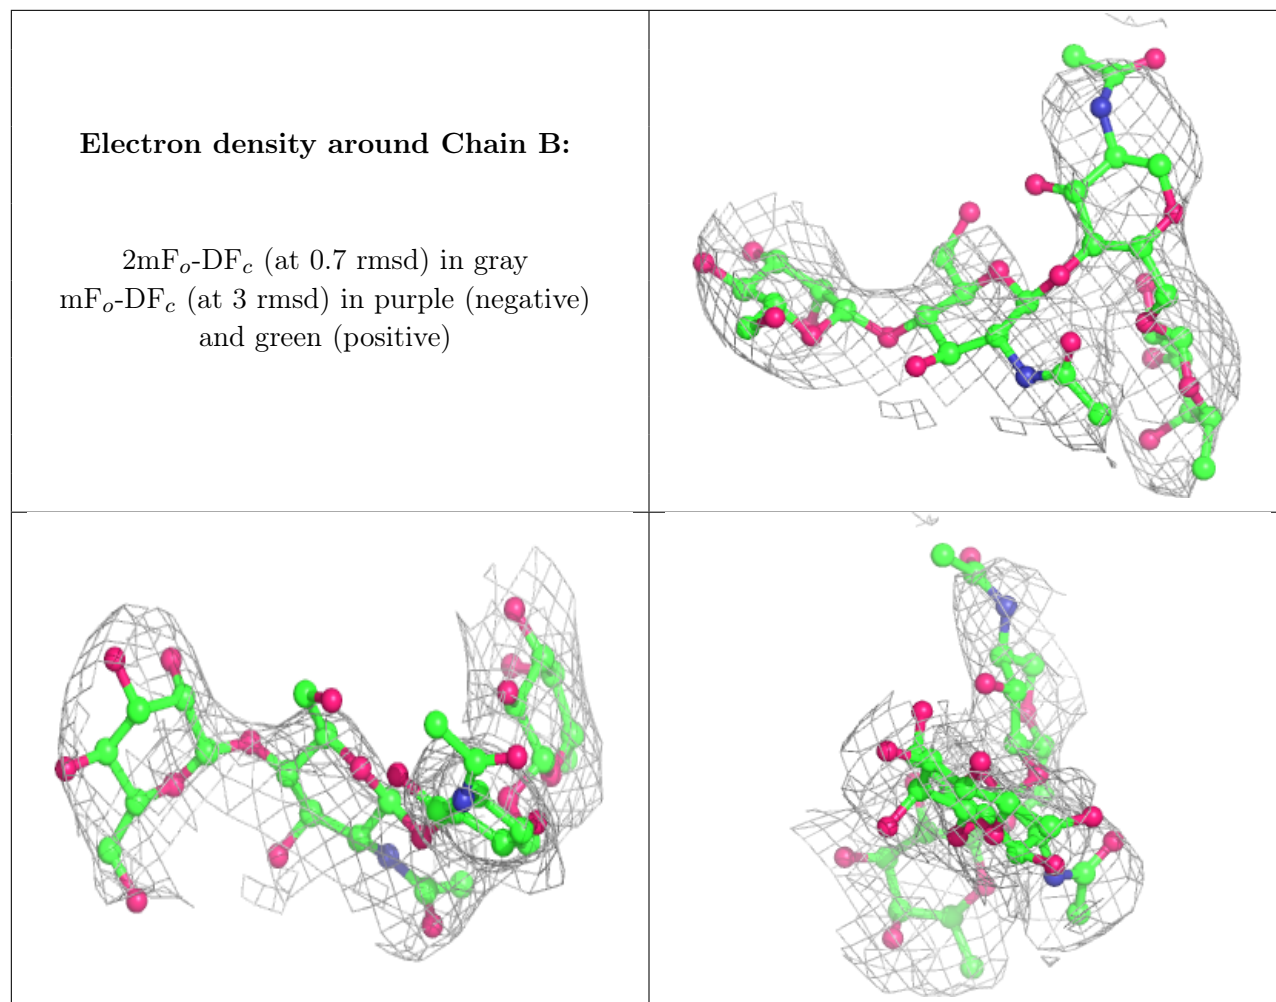 Electron density around Chain B:
2mFₒ-DF𝒸 (at 0.7 rmsd) in gray
mFₒ-DF𝒸 (at 3 rmsd) in purple (negative)
and green (positive)